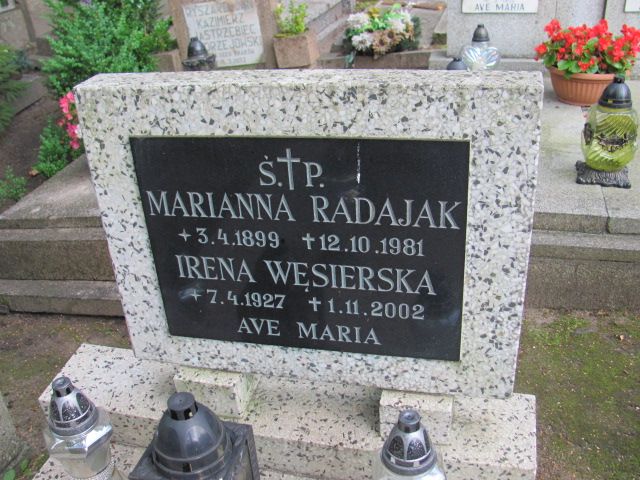 KAZIMIERZ
AVE MARIA
Ś.†P.
MARIANNA RADAJAK
✦3.4.1899 ✝12.10.1981
IRENA WĘSIERSKA
✦7.4.1927 ✝1.11.2002
AVE MARIA